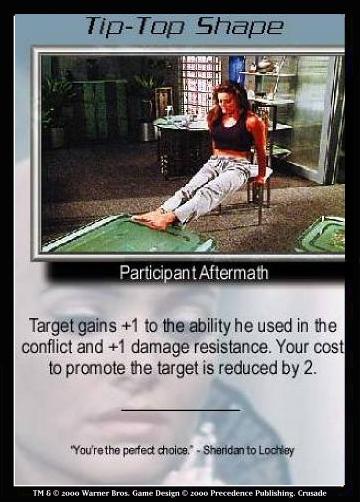 Tip-Top Shape
Participant Aftermath
Target gains +1 to the ability he used in the
conflict and +1 damage resistance. Your cost
to promote the target is reduced by 2.
"You're the perfect choice." - Sheridan to Lochley
TM & © 2000 Warner Bros. Game Design © 2000 Precedence Publishing. Crusade